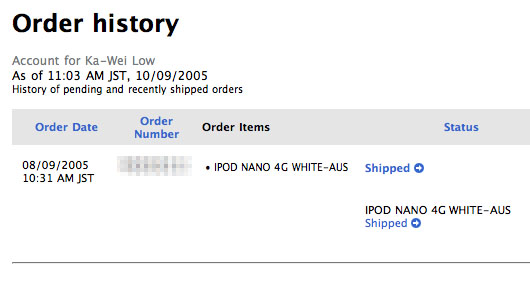 Order history
Account for Ka-Wei Low
As of 11:03 AM JST, 10/09/2005
History of pending and recently shipped orders
Order Date
Order
Number
Order Items
Status
08/09/2005
10:31 AM JST
• IPOD NANO 4G WHITE-AUS
Shipped
IPOD NANO 4G WHITE-AUS
Shipped